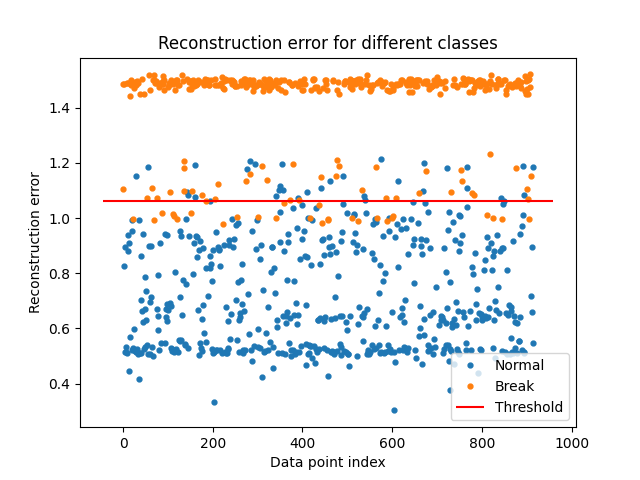 Reconstruction error for different classes
Reconstruction error
1.4
1.2
1.0
0.8
0.6
0.4
Normal
Break
Threshold
0 200 400 600 800 1000
Data point index